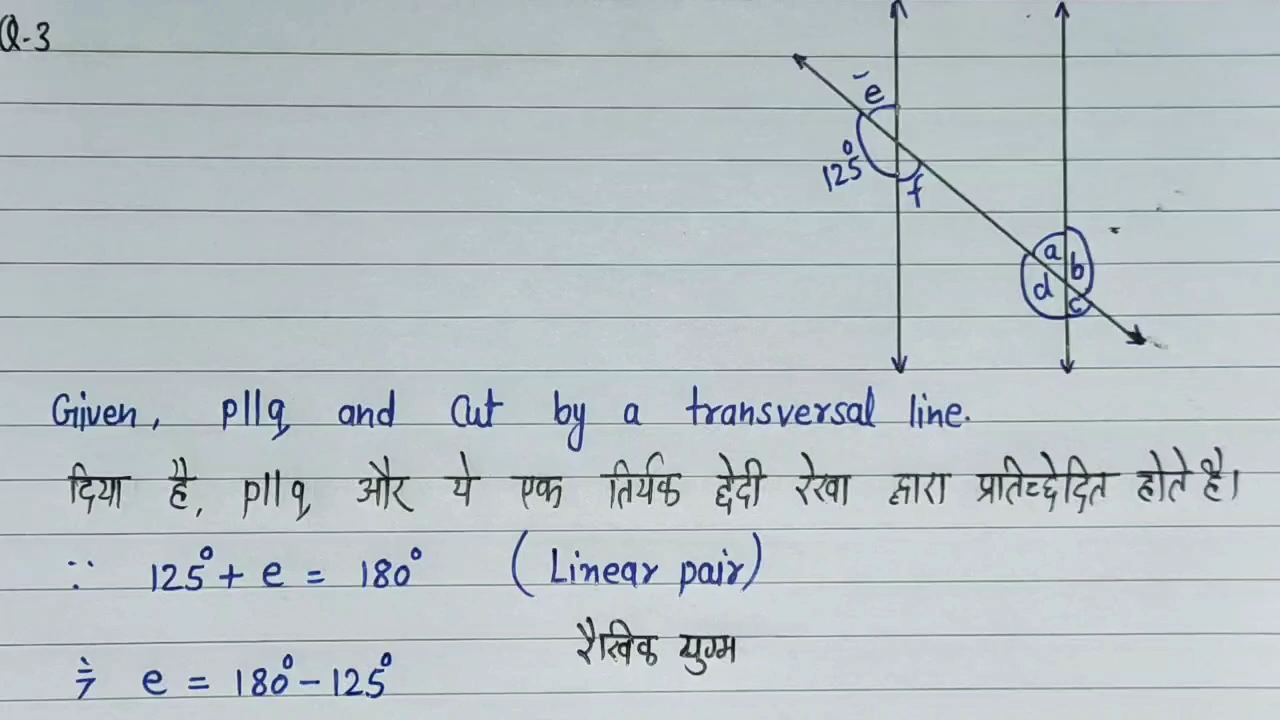 Q-3
e
125°
f
a
b
d
c
Given, p||q and cut by a transversal line.
दिया है, p||q और ये एक तिर्यक छेदी रेखा द्वारा प्रतिच्छेदित होते है।
∵ 125° + e = 180° (Linear pair)
रैखिक युग्म
⇒ e = 180° - 125°